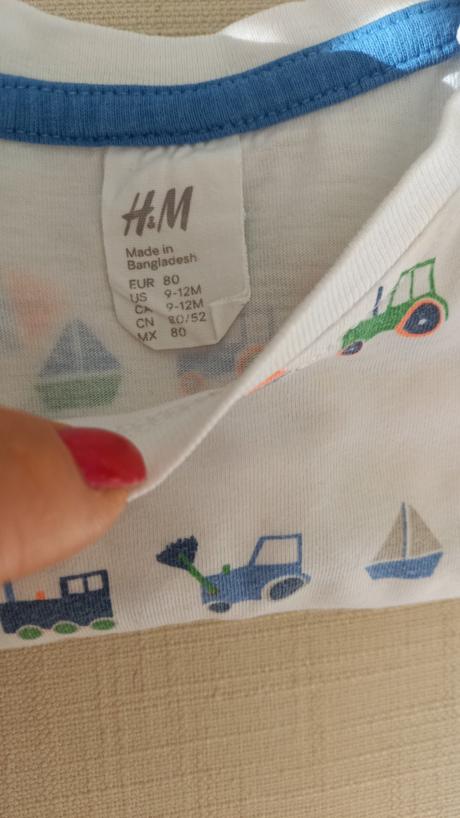 H&M
Made in
Bangladesh
EUR 80
US 9-12M
CA 9-12M
CN 80/52
MX 80